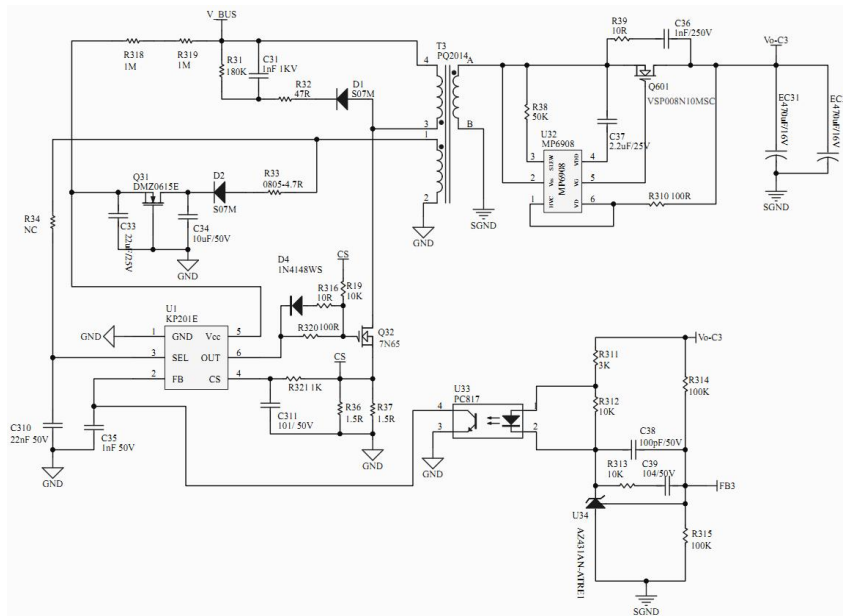 V_BUS
R318
1M
R319
1M
R31
180K
C31
1nF 1KV
R32
47R
D1
S07M
T3
PQ2014
4
3
1
2
A
B
GND
SGND
R39
10R
C36
1nF/250V
Q601
VSP008N10MSC
Vo-C3
EC31
470uF/16V
EC3
470uF/16V
SGND
R38
50K
C37
2.2uF/25V
U32
MP6908
MP6908
3
SLEW
VDD
4
2
Vss
VG
5
1
VD
6
R310 100R
R34
NC
Q31
DMZ0615E
D2
S07M
R33
0805-4.7R
C33
22uF/25V
C34
10uF/50V
GND
D4
1N4148WS
CS
R316
10R
R19
10K
R320
100R
Q32
7N65
U1
KP201E
GND
1
GND
Vcc
5
3
SEL
OUT
6
2
FB
CS
4
R321 1K
CS
C311
101/ 50V
R36
1.5R
R37
1.5R
GND
C310
22nF 50V
C35
1nF 50V
GND
U33
PC817
4
3
1
2
GND
Vo-C3
R311
3K
R312
10K
R314
100K
C38
100pF/50V
R313
10K
C39
104/50V
FB3
U34
AZ431AN-ATRE1
R315
100K
SGND